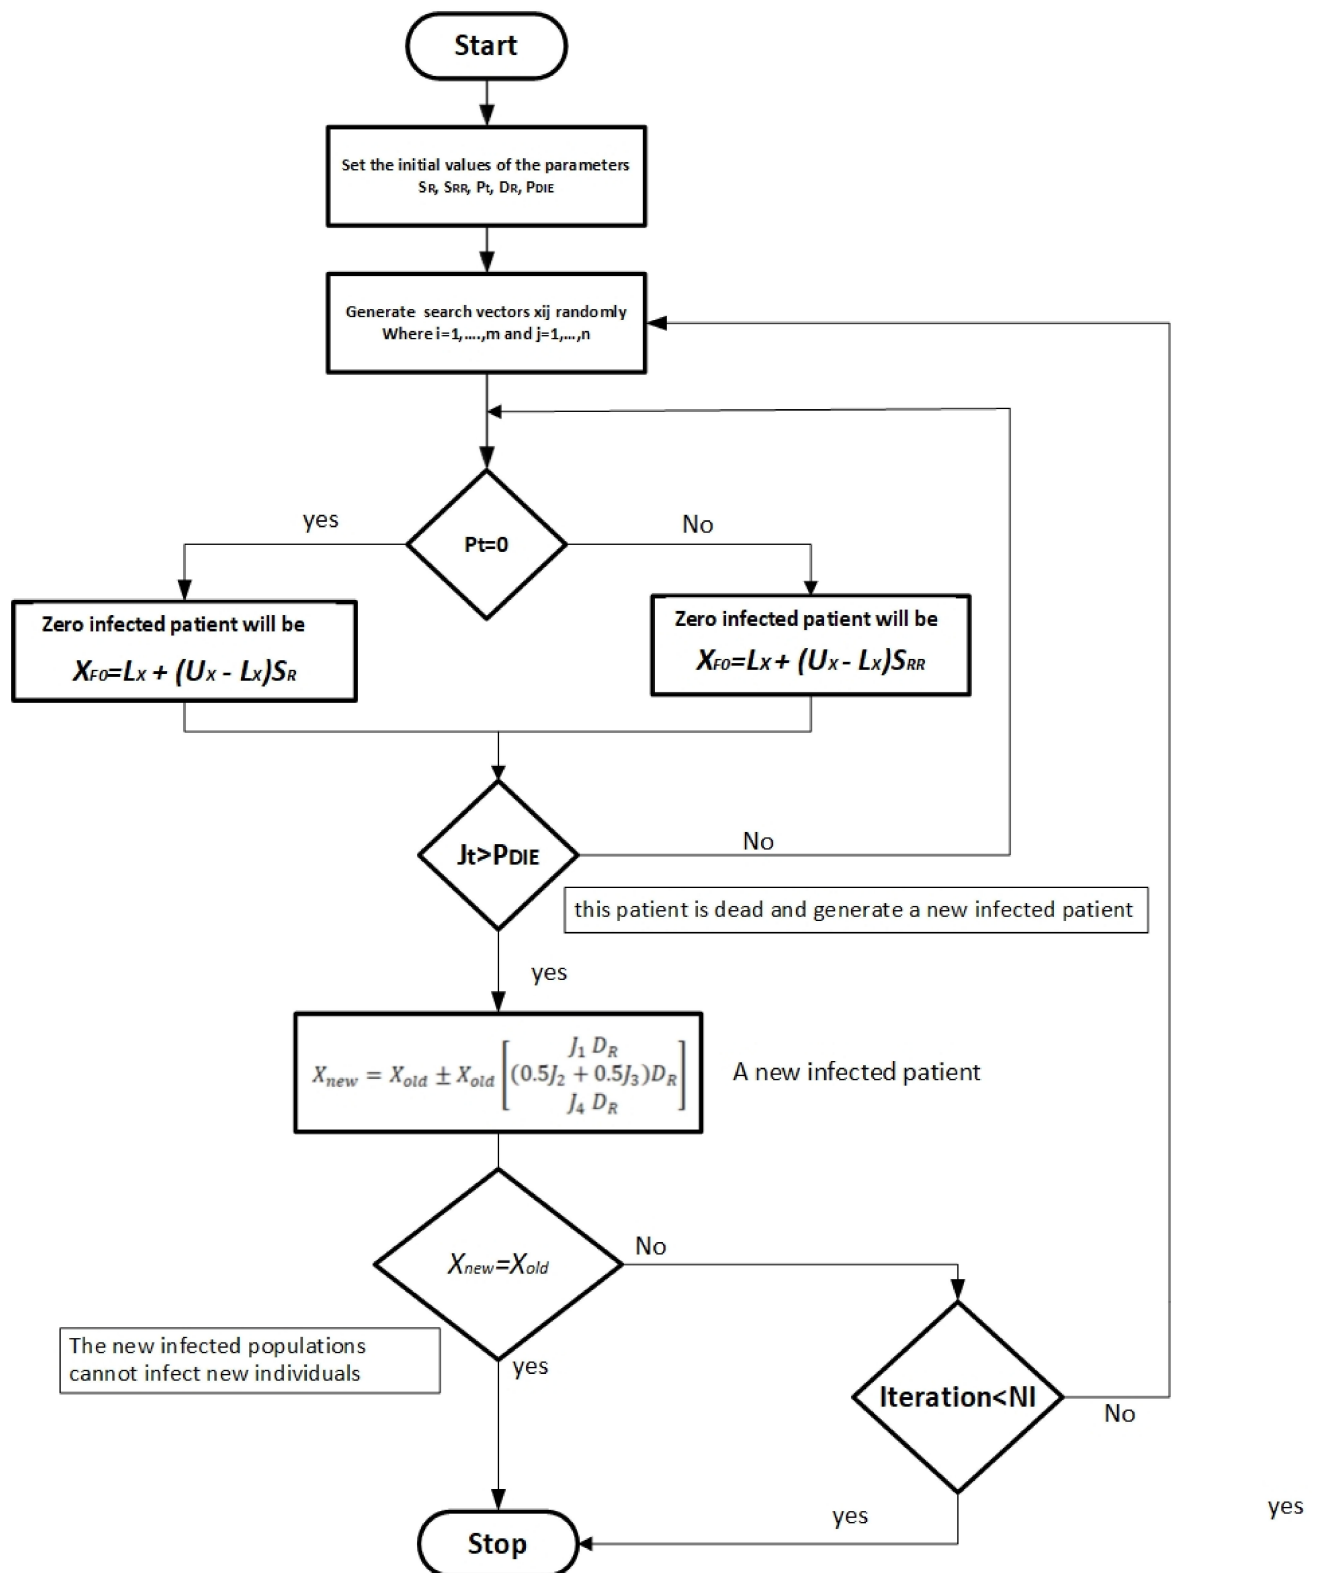 Start
Set the initial values of the parameters
SR, SRR, Pt, DR, PDIE
Generate search vectors xij randomly
Where i=1,....,m and j=1,...,n
yes
Pt=0
No
Zero infected patient will be
XF0=LX + (UX - LX)SR
Zero infected patient will be
XF0=LX + (UX - LX)SRR
Jt>PDIE
No
this patient is dead and generate a new infected patient
yes
Xnew = Xold ± Xold [J1 DR
(0.5J2 + 0.5J3)DR
J4 DR]
A new infected patient
Xnew=Xold
No
The new infected populations
cannot infect new individuals
yes
Iteration<NI
No
yes
yes
Stop